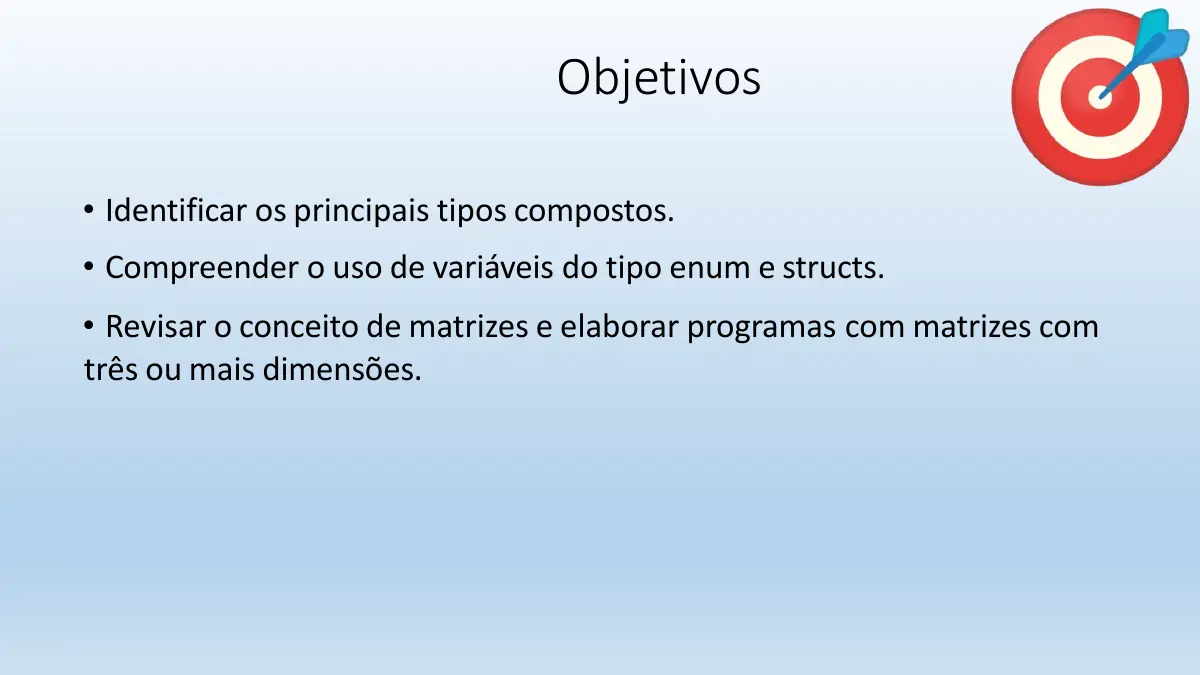 Objetivos
• Identificar os principais tipos compostos.
• Compreender o uso de variáveis do tipo enum e structs.
• Revisar o conceito de matrizes e elaborar programas com matrizes com
três ou mais dimensões.